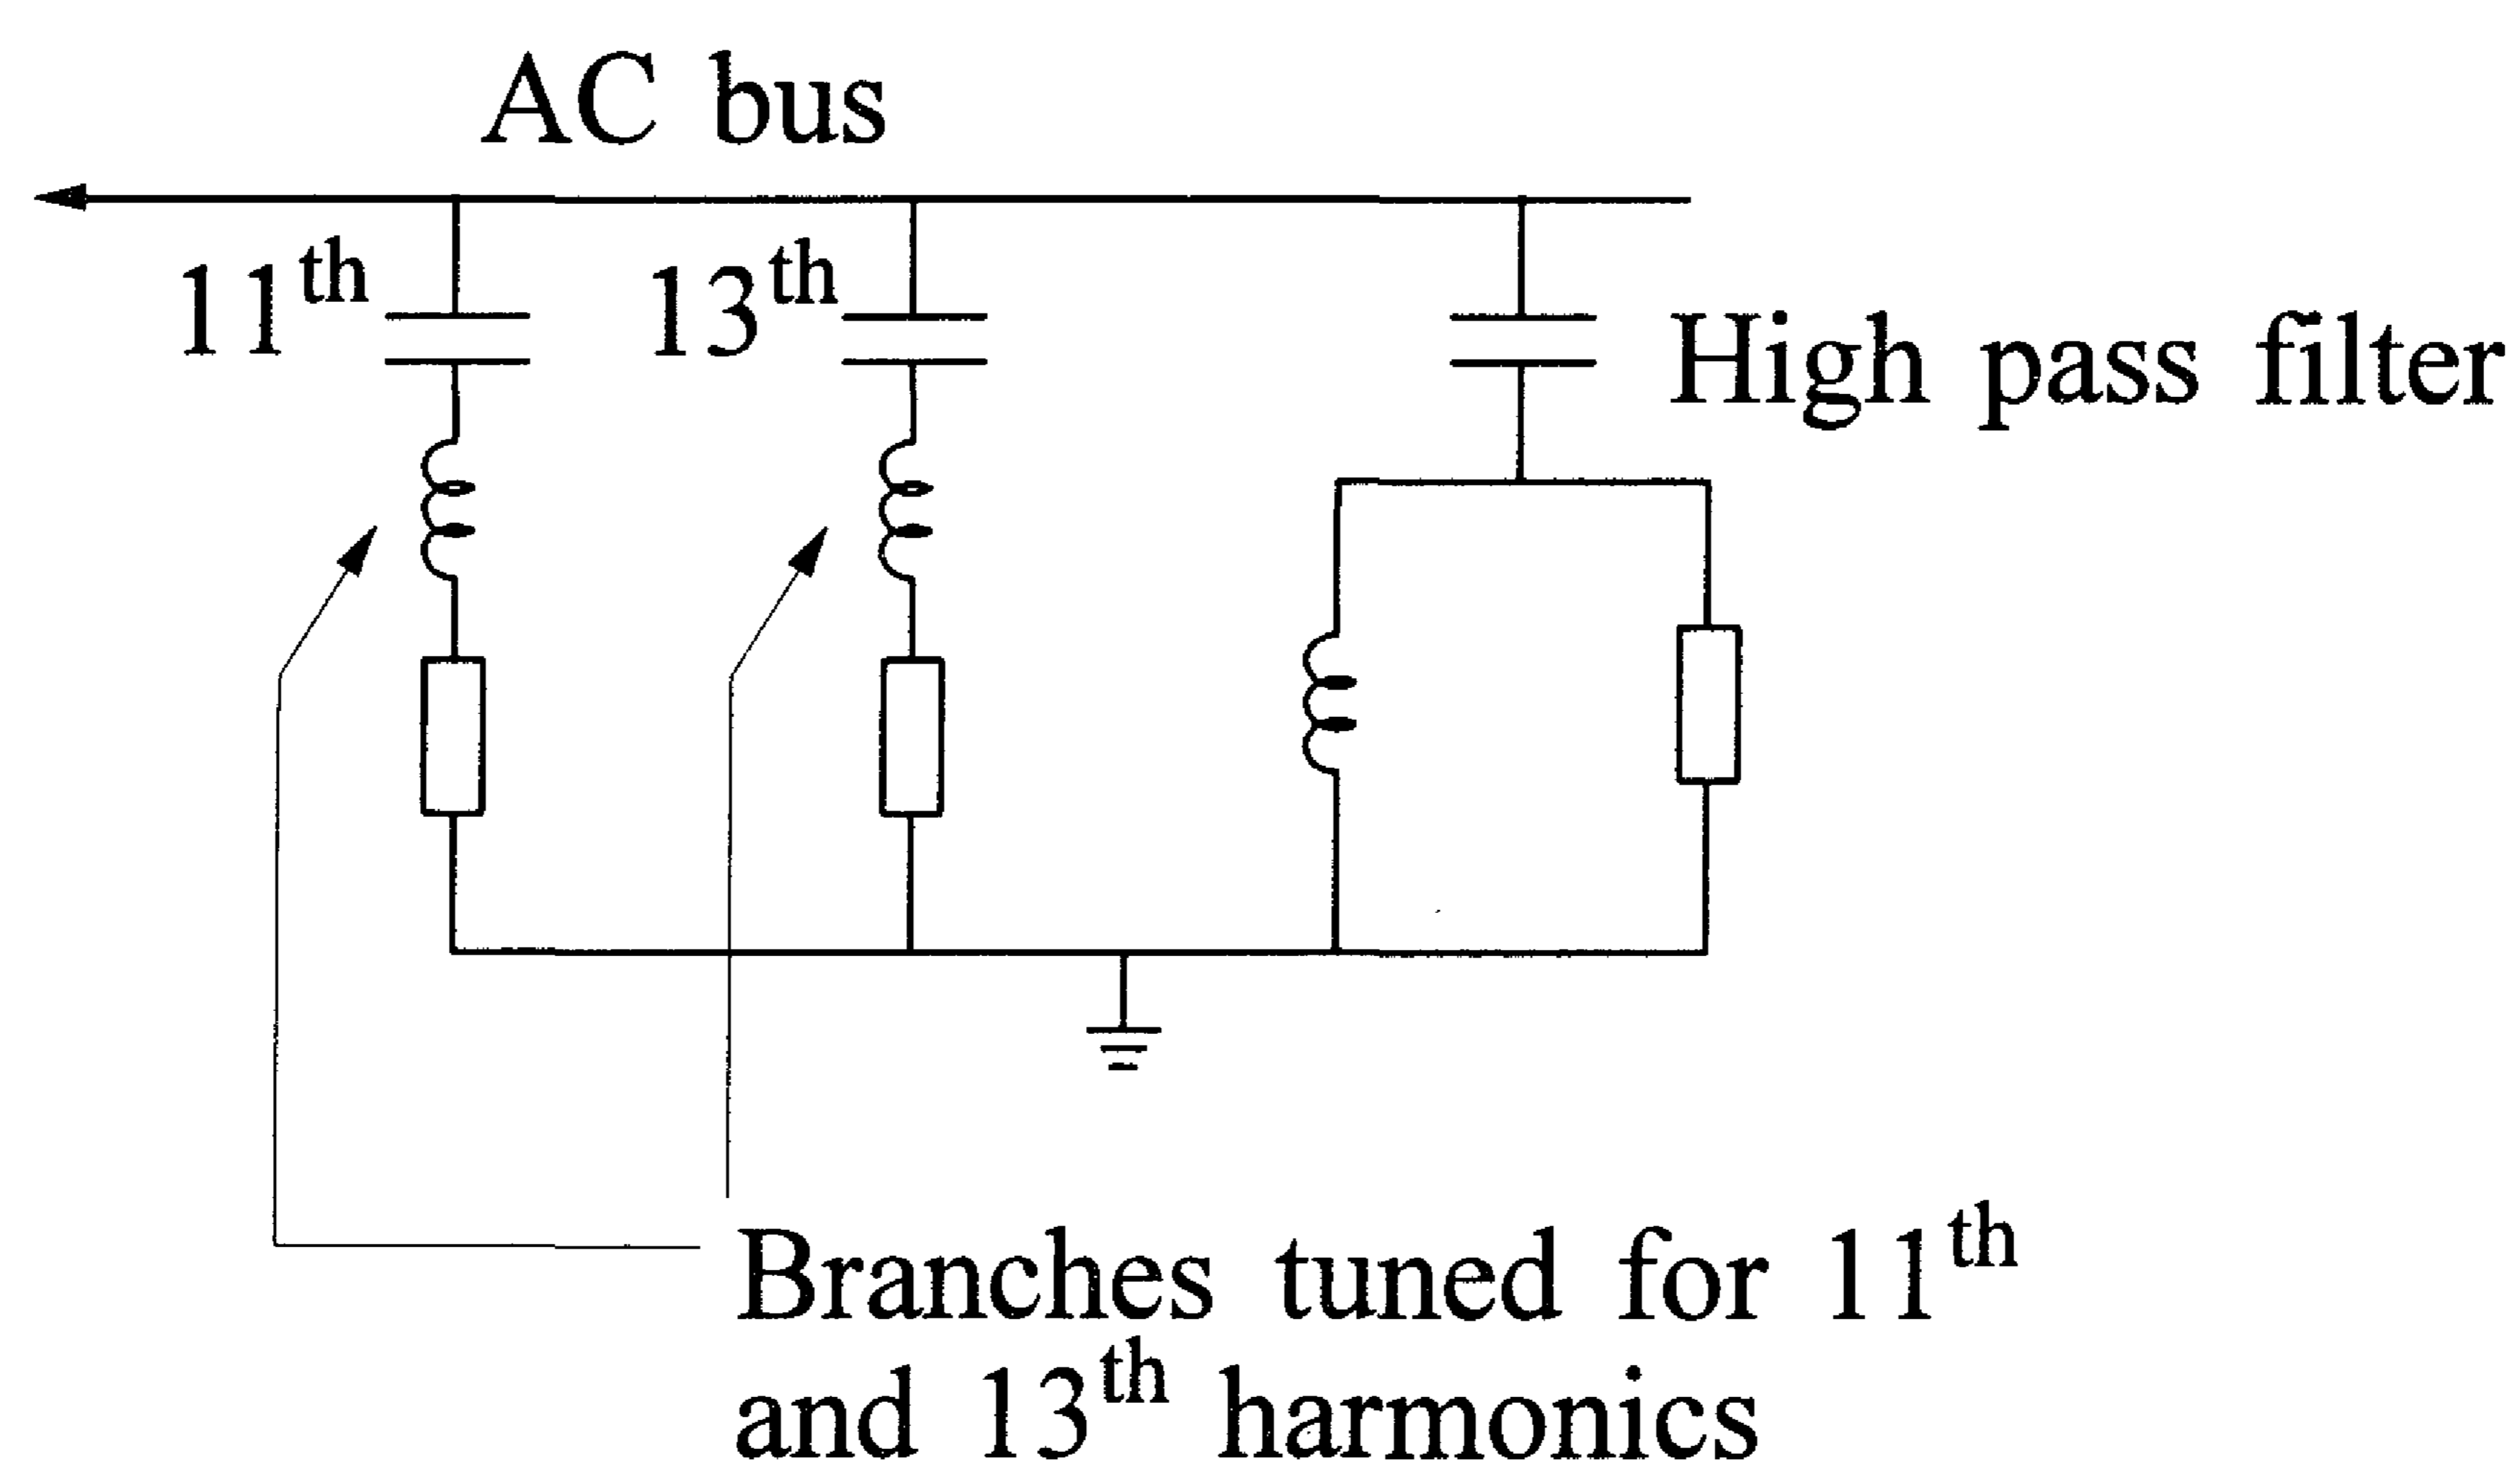 AC bus
11th
13th
High pass filter
Branches tuned for 11th
and 13th harmonics